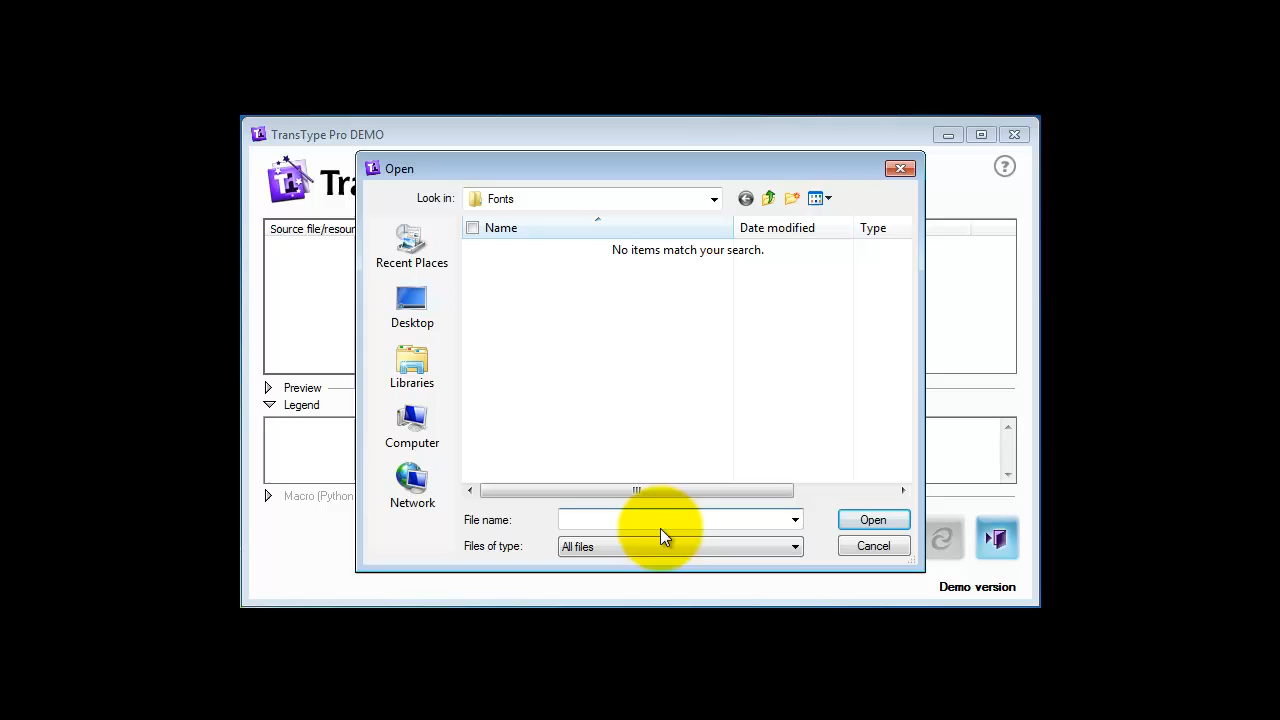 TransType Pro DEMO
Open
Look in:
Fonts
Name
Date modified
Type
No items match your search.
Recent Places
Desktop
Libraries
Computer
Network
File name:
Open
Files of type:
All files
Cancel
Source file/resour
Preview
Legend
Macro (Python
Demo version
?